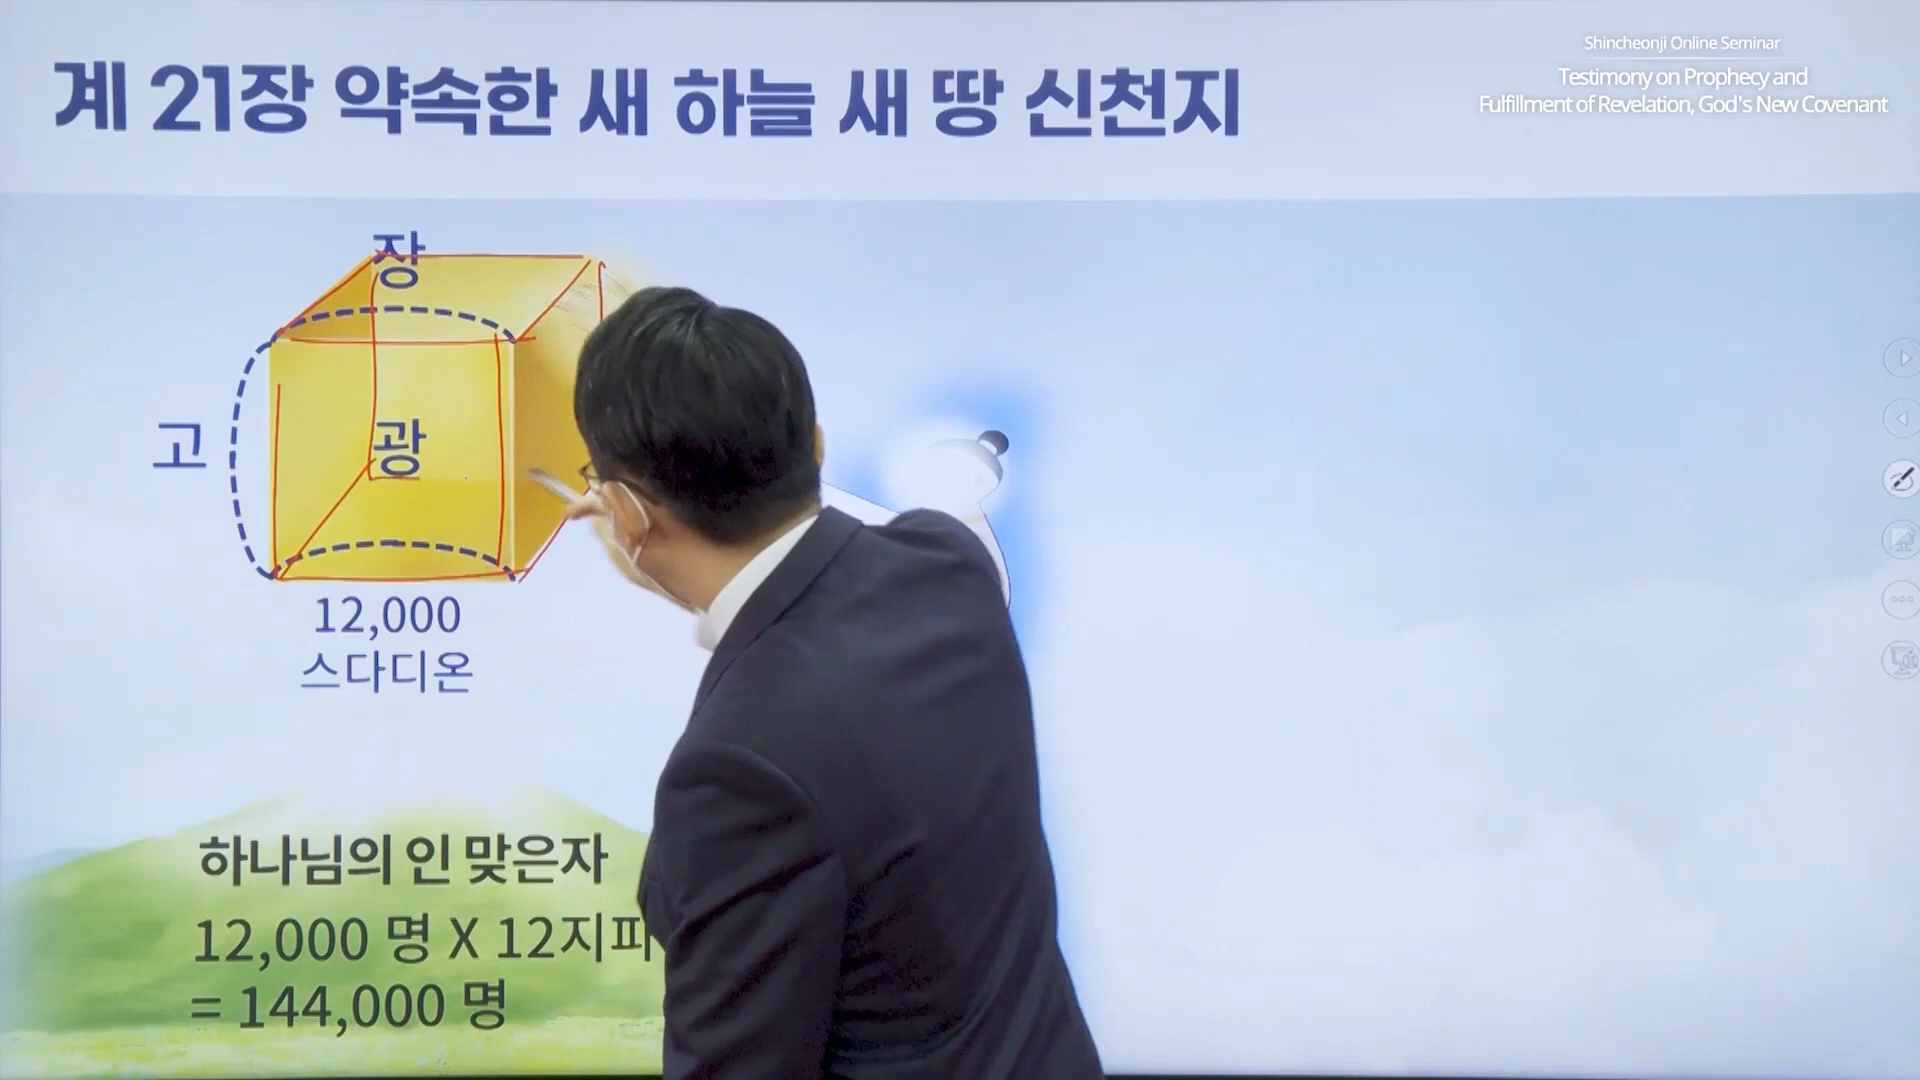 계 21장 약속한 새 하늘 새 땅 신천지
Shincheonji Online Seminar
Testimony on Prophecy and
Fulfillment of Revelation, God's New Covenant
장
고
광
12,000
스다디온
하나님의 인 맞은자
12,000 명 X 12지파
= 144,000 명